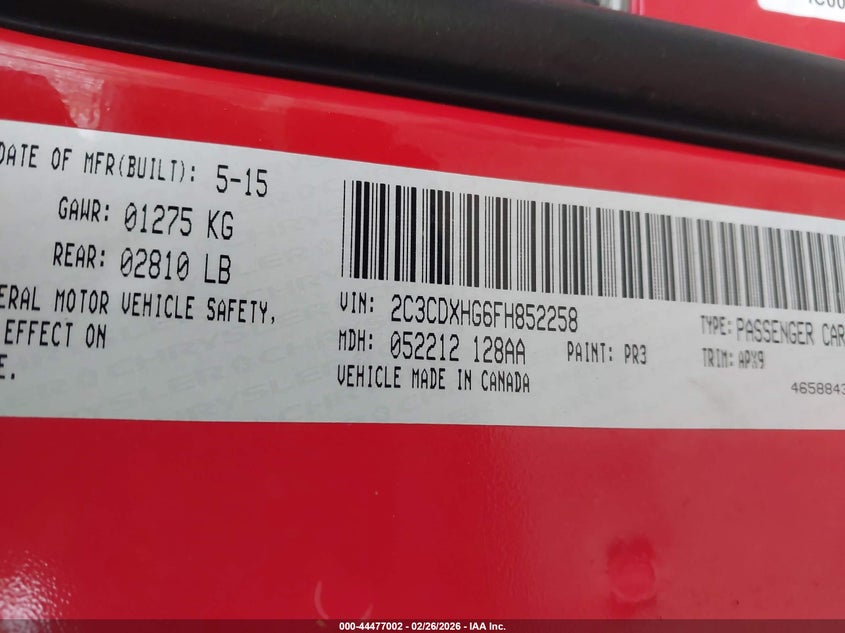 DATE OF MFR(BUILT): 5-15
GAWR: 01275 KG
REAR: 02810 LB
ERAL MOTOR VEHICLE SAFETY,
EFFECT ON
E.
VIN: 2C3CDXHG6FH852258
TYPE: PASSENGER CAR
MDH: 052212 128AA
PAINT: PR3
TRIM: APX9
VEHICLE MADE IN CANADA
4658843
000-44477002 - 02/26/2026 - IAA Inc.